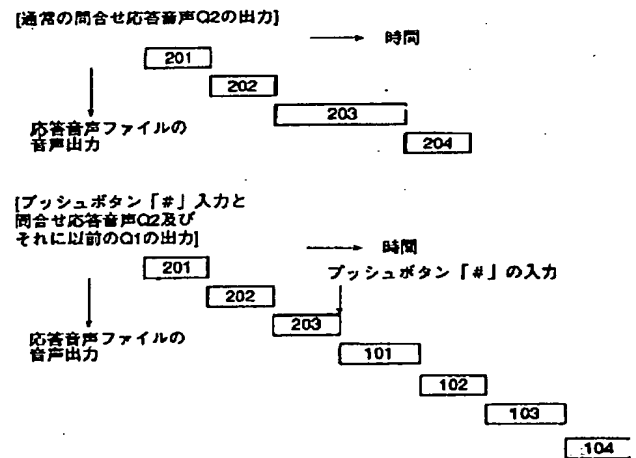 [通常の問合せ応答音声Q2の出力]
時間
201
202
203
204
応答音声ファイルの
音声出力
[プッシュボタン「#」入力と
問合せ応答音声Q2及び
それに以前のQ1の出力]
時間
プッシュボタン「#」の入力
201
202
203
応答音声ファイルの
音声出力
101
102
103
104